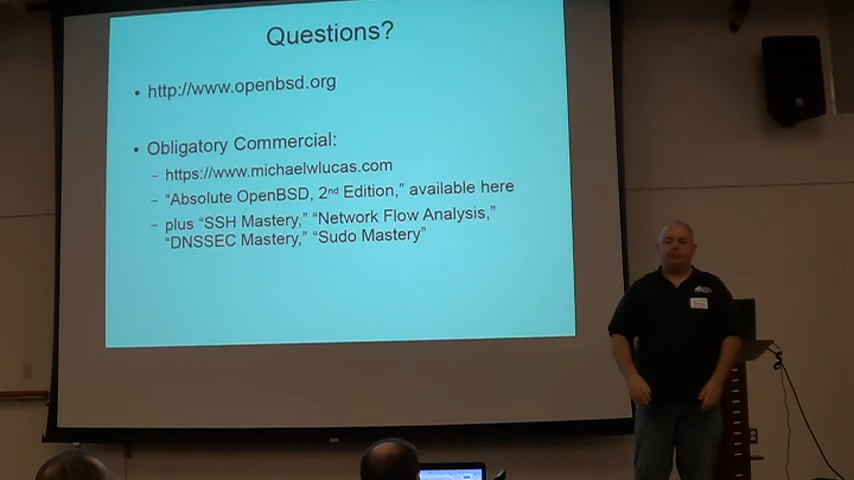 Questions?
• http://www.openbsd.org
• Obligatory Commercial:
– https://www.michaelwlucas.com
– “Absolute OpenBSD, 2nd Edition,” available here
– plus “SSH Mastery,” “Network Flow Analysis,”
“DNSSEC Mastery,” “Sudo Mastery”